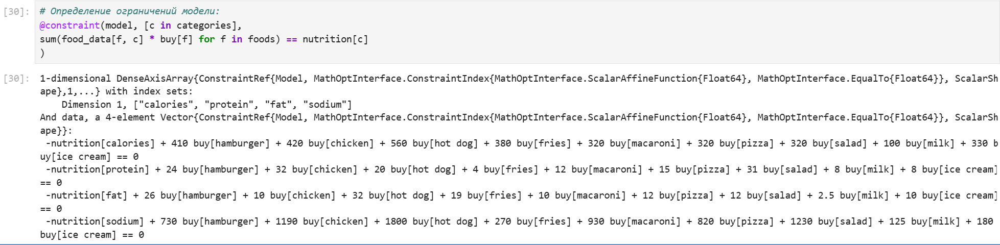 [30]: # Определение ограничений модели:
@constraint(model, [c in categories],
sum(food_data[f, c] * buy[f] for f in foods) == nutrition[c]
)
[30]: 1-dimensional DenseAxisArray{ConstraintRef{Model, MathOptInterface.ConstraintIndex{MathOptInterface.ScalarAffineFunction{Float64}, MathOptInterface.EqualTo{Float64}}, ScalarSh
ape},1,...} with index sets:
    Dimension 1, ["calories", "protein", "fat", "sodium"]
And data, a 4-element Vector{ConstraintRef{Model, MathOptInterface.ConstraintIndex{MathOptInterface.ScalarAffineFunction{Float64}, MathOptInterface.EqualTo{Float64}}, ScalarSh
ape}}:
 -nutrition[calories] + 410 buy[hamburger] + 420 buy[chicken] + 560 buy[hot dog] + 380 buy[fries] + 320 buy[macaroni] + 320 buy[pizza] + 320 buy[salad] + 100 buy[milk] + 330 b
uy[ice cream] == 0
 -nutrition[protein] + 24 buy[hamburger] + 32 buy[chicken] + 20 buy[hot dog] + 4 buy[fries] + 12 buy[macaroni] + 15 buy[pizza] + 31 buy[salad] + 8 buy[milk] + 8 buy[ice cream]
== 0
 -nutrition[fat] + 26 buy[hamburger] + 10 buy[chicken] + 32 buy[hot dog] + 19 buy[fries] + 10 buy[macaroni] + 12 buy[pizza] + 12 buy[salad] + 2.5 buy[milk] + 10 buy[ice cream]
== 0
 -nutrition[sodium] + 730 buy[hamburger] + 1190 buy[chicken] + 1800 buy[hot dog] + 270 buy[fries] + 930 buy[macaroni] + 820 buy[pizza] + 1230 buy[salad] + 125 buy[milk] + 180
buy[ice cream] == 0